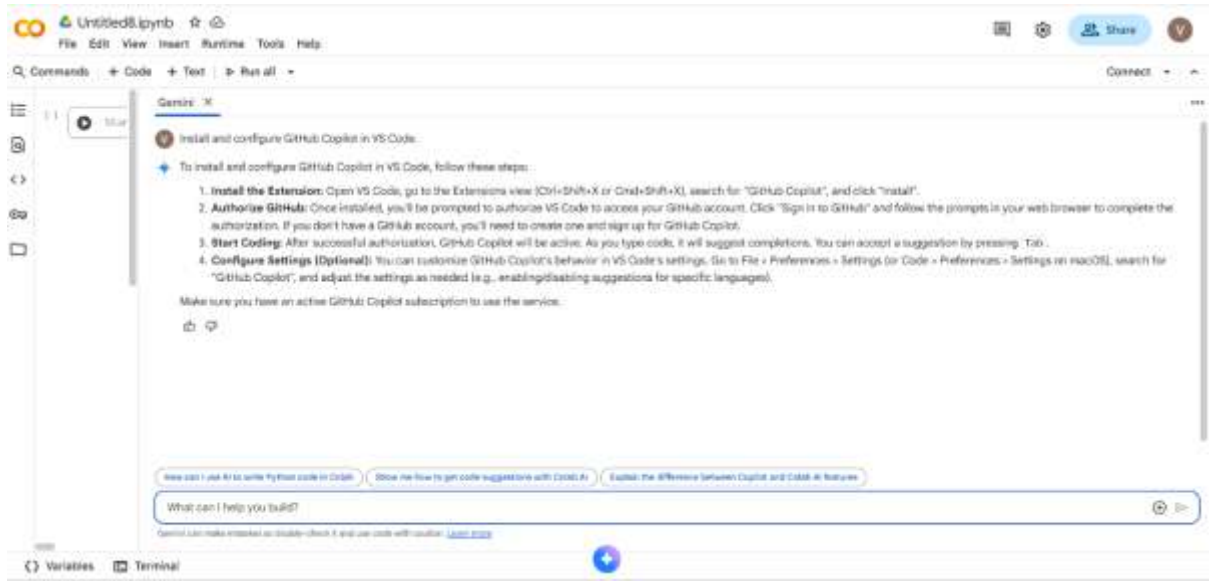 Untitled8.ipynb
File Edit View Insert Runtime Tools Help
Share
V
Commands + Code + Text Run all
Connect
Gemini X
V Install and configure GitHub Copilot in VS Code.
To install and configure GitHub Copilot in VS Code, follow these steps:
1. Install the Extension: Open VS Code, go to the Extensions view (Ctrl+Shift+X or Cmd+Shift+X), search for "GitHub Copilot", and click "Install".
2. Authorize GitHub: Once installed, you'll be prompted to authorize VS Code to access your GitHub account. Click "Sign in to GitHub" and follow the prompts in your web browser to complete the
authorization. If you don't have a GitHub account, you'll need to create one and sign up for GitHub Copilot.
3. Start Coding: After successful authorization, GitHub Copilot will be active. As you type code, it will suggest completions. You can accept a suggestion by pressing Tab .
4. Configure Settings (Optional): You can customize GitHub Copilot's behavior in VS Code's settings. Go to File > Preferences > Settings (or Code > Preferences > Settings on macOS), search for
"GitHub Copilot", and adjust the settings as needed (e.g., enabling/disabling suggestions for specific languages).
Make sure you have an active GitHub Copilot subscription to use the service.
How can I use AI to write Python code in Colab
Show me how to get code suggestions with Colab AI
Explain the difference between Copilot and Colab AI features
What can I help you build?
Gemini can make mistakes so double-check it and use code with caution. Learn more
Variables Terminal